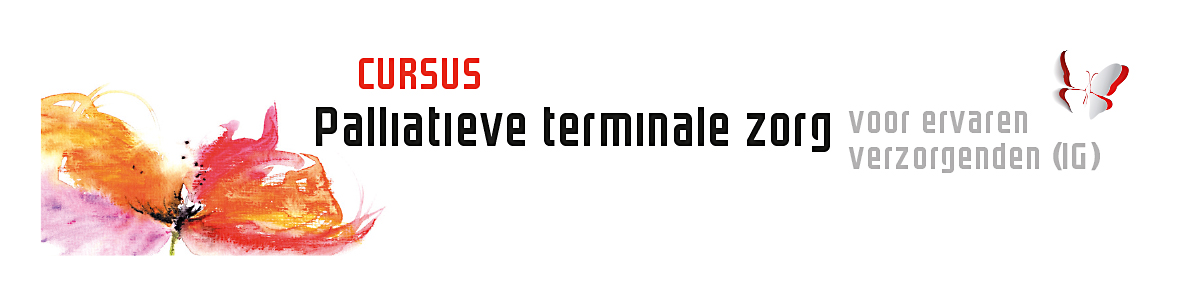 CURSUS
Palliatieve terminale zorg
voor ervaren
verzorgenden (IG)